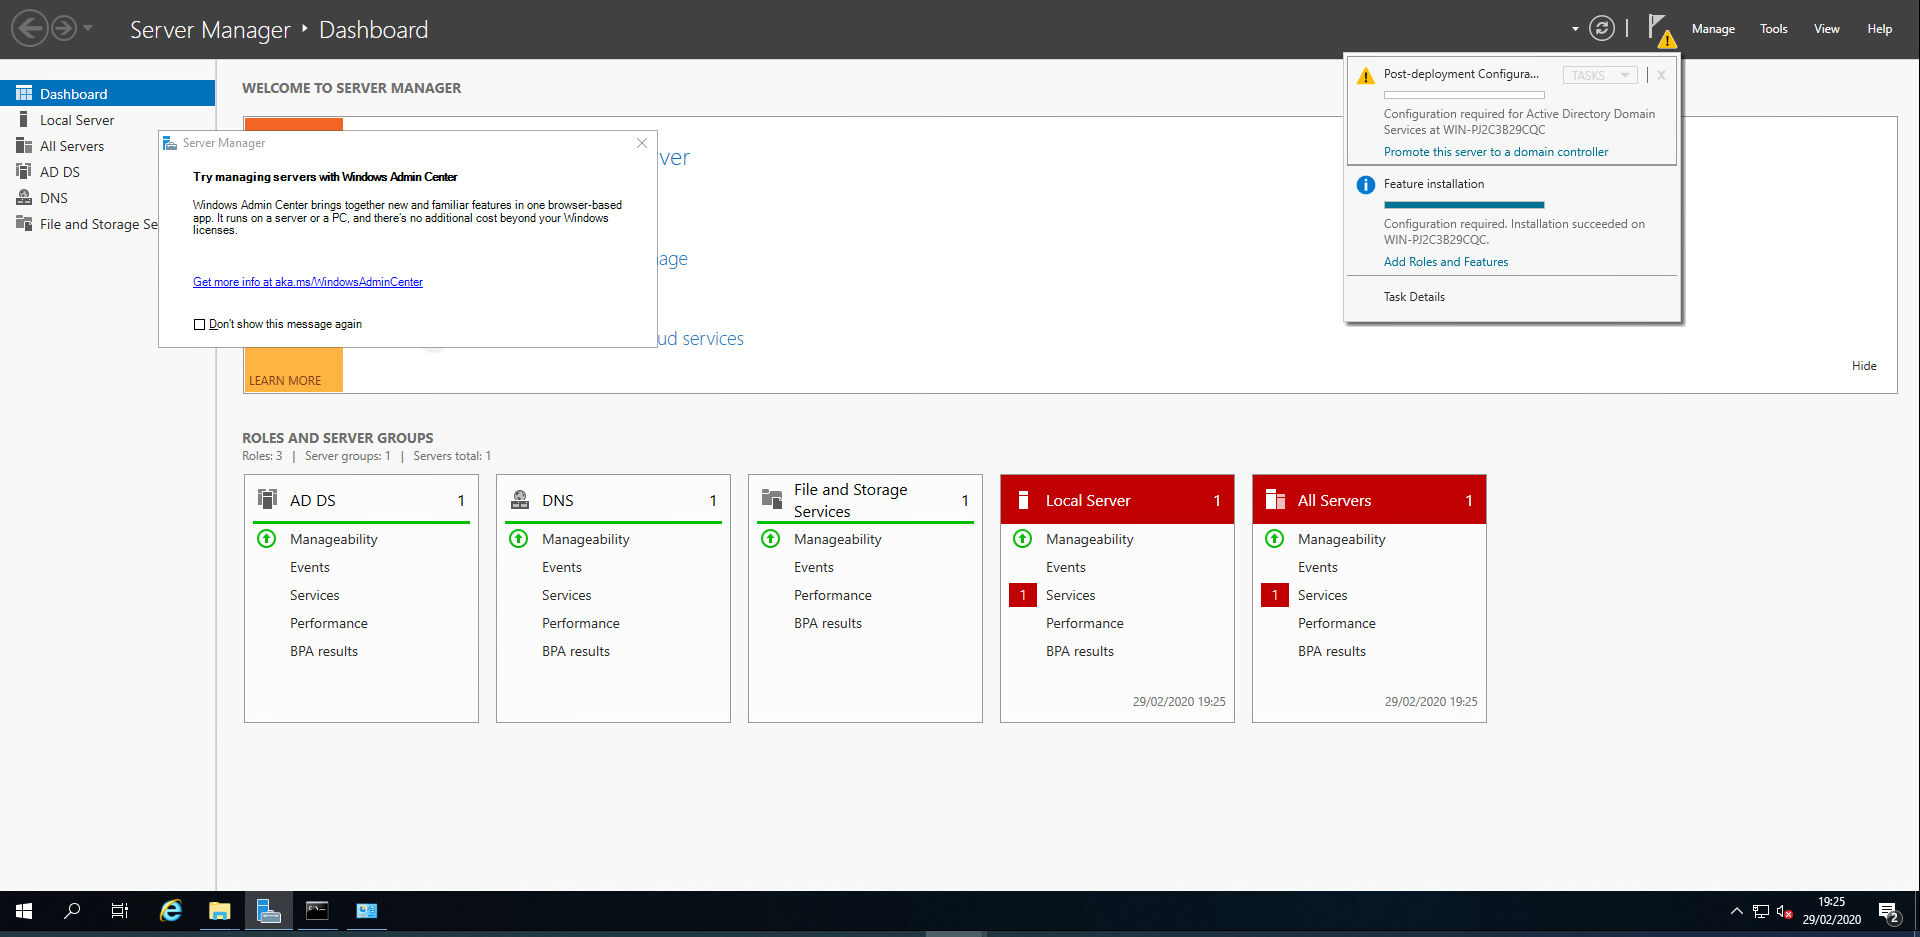 Server Manager ‣ Dashboard
Manage
Tools
View
Help
Dashboard
Local Server
All Servers
AD DS
DNS
File and Storage Se
WELCOME TO SERVER MANAGER
Server Manager
Try managing servers with Windows Admin Center
Windows Admin Center brings together new and familiar features in one browser-based
app. It runs on a server or a PC, and there's no additional cost beyond your Windows
licenses.
Get more info at aka.ms/WindowsAdminCenter
Don't show this message again
ver
age
ud services
LEARN MORE
Hide
Post-deployment Configura...
TASKS
X
Configuration required for Active Directory Domain
Services at WIN-PJ2C3B29CQC
Promote this server to a domain controller
Feature installation
Configuration required. Installation succeeded on
WIN-PJ2C3B29CQC.
Add Roles and Features
Task Details
ROLES AND SERVER GROUPS
Roles: 3 | Server groups: 1 | Servers total: 1
AD DS 1
Manageability
Events
Services
Performance
BPA results
DNS 1
Manageability
Events
Services
Performance
BPA results
File and Storage
Services 1
Manageability
Events
Performance
BPA results
Local Server 1
Manageability
Events
1 Services
Performance
BPA results
29/02/2020 19:25
All Servers 1
Manageability
Events
1 Services
Performance
BPA results
29/02/2020 19:25
19:25
29/02/2020
2